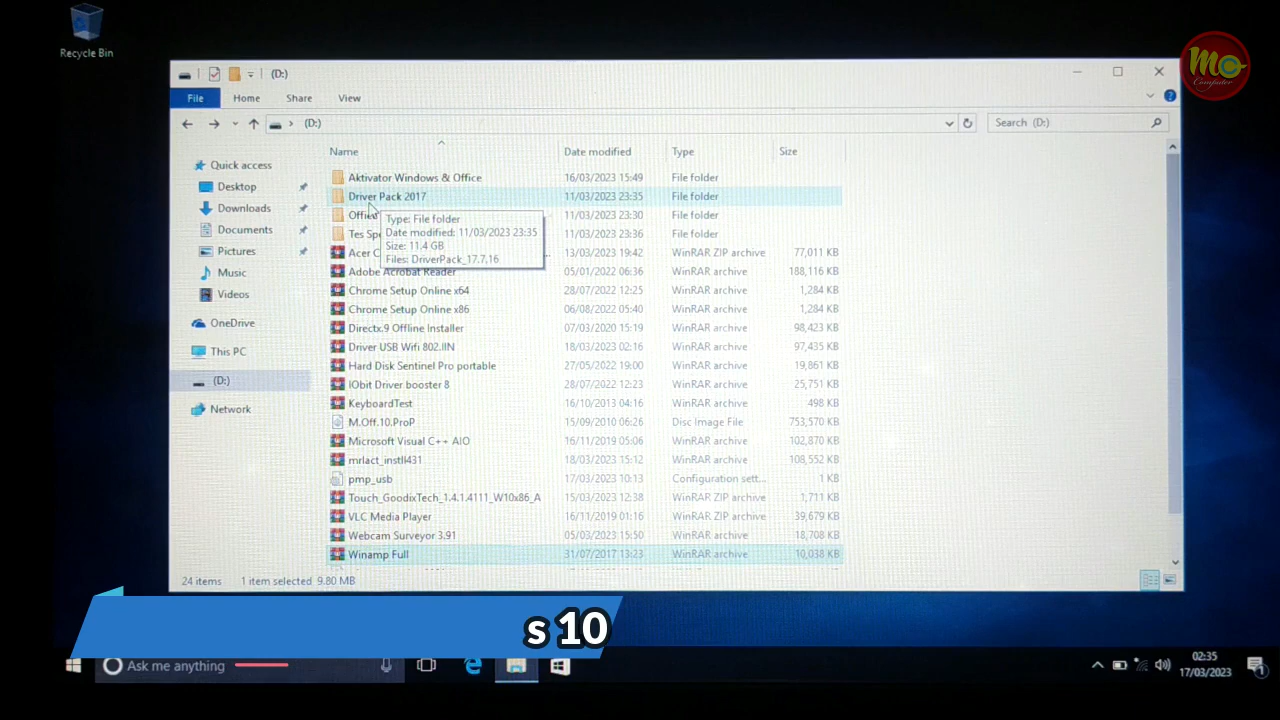 Recycle Bin
MC
Computer
(D:)
File Home Share View
(D:) Search (D:)
Name Date modified Type Size
Quick access
Desktop
Downloads
Documents
Pictures
Music
Videos
OneDrive
This PC
(D:)
Network
Aktivator Windows & Office 16/03/2023 15:49 File folder
Driver Pack 2017 11/03/2023 23:35 File folder
Office 11/03/2023 23:30 File folder
Tes Spe 11/03/2023 23:36 File folder
Type: File folder
Date modified: 11/03/2023 23:35
Size: 11.4 GB
Files: DriverPack_17.7,16
Acer C ... 13/03/2023 19:42 WinRAR ZIP archive 77,011 KB
Adobe Acrobat Reader 05/01/2022 06:36 WinRAR archive 188,116 KB
Chrome Setup Online x64 28/07/2022 12:25 WinRAR archive 1,284 KB
Chrome Setup Online x86 06/08/2022 05:40 WinRAR archive 1,284 KB
Directx.9 Offline Installer 07/03/2020 15:19 WinRAR archive 98,423 KB
Driver USB Wifi 802.IIN 18/03/2023 02:16 WinRAR archive 97,435 KB
Hard Disk Sentinel Pro portable 27/05/2022 19:00 WinRAR archive 19,861 KB
IObit Driver booster 8 28/07/2022 12:23 WinRAR archive 25,751 KB
KeyboardTest 16/10/2013 04:16 WinRAR archive 498 KB
M.Off.10.ProP 15/09/2010 06:26 Disc Image File 753,570 KB
Microsoft Visual C++ AIO 16/11/2019 05:06 WinRAR archive 102,870 KB
mrlact_instll431 18/03/2023 15:12 WinRAR archive 108,552 KB
pmp_usb 17/03/2023 10:13 Configuration sett... 1 KB
Touch_GoodixTech_1.4.1.4111_W10x86_A 15/03/2023 12:38 WinRAR ZIP archive 1,711 KB
VLC Media Player 16/11/2019 01:16 WinRAR ZIP archive 39,679 KB
Webcam Surveyor 3.91 05/03/2023 15:50 WinRAR archive 18,708 KB
Winamp Full 31/07/2017 13:23 WinRAR archive 10,038 KB
24 items 1 item selected 9.80 MB
s 10
Ask me anything
02:35
17/03/2023